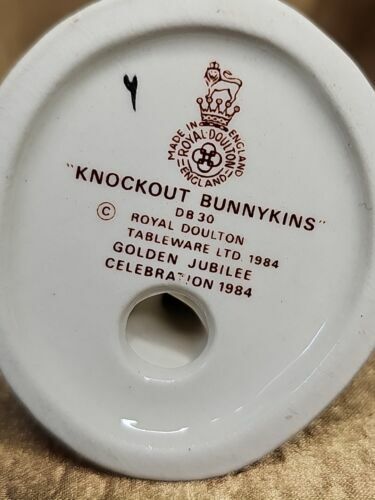 Y
MADE IN ENGLAND
ROYAL·DOULTON
ENGLAND
"KNOCKOUT BUNNYKINS"
DB 30
© ROYAL DOULTON
TABLEWARE LTD. 1984
GOLDEN JUBILEE
CELEBRATION 1984